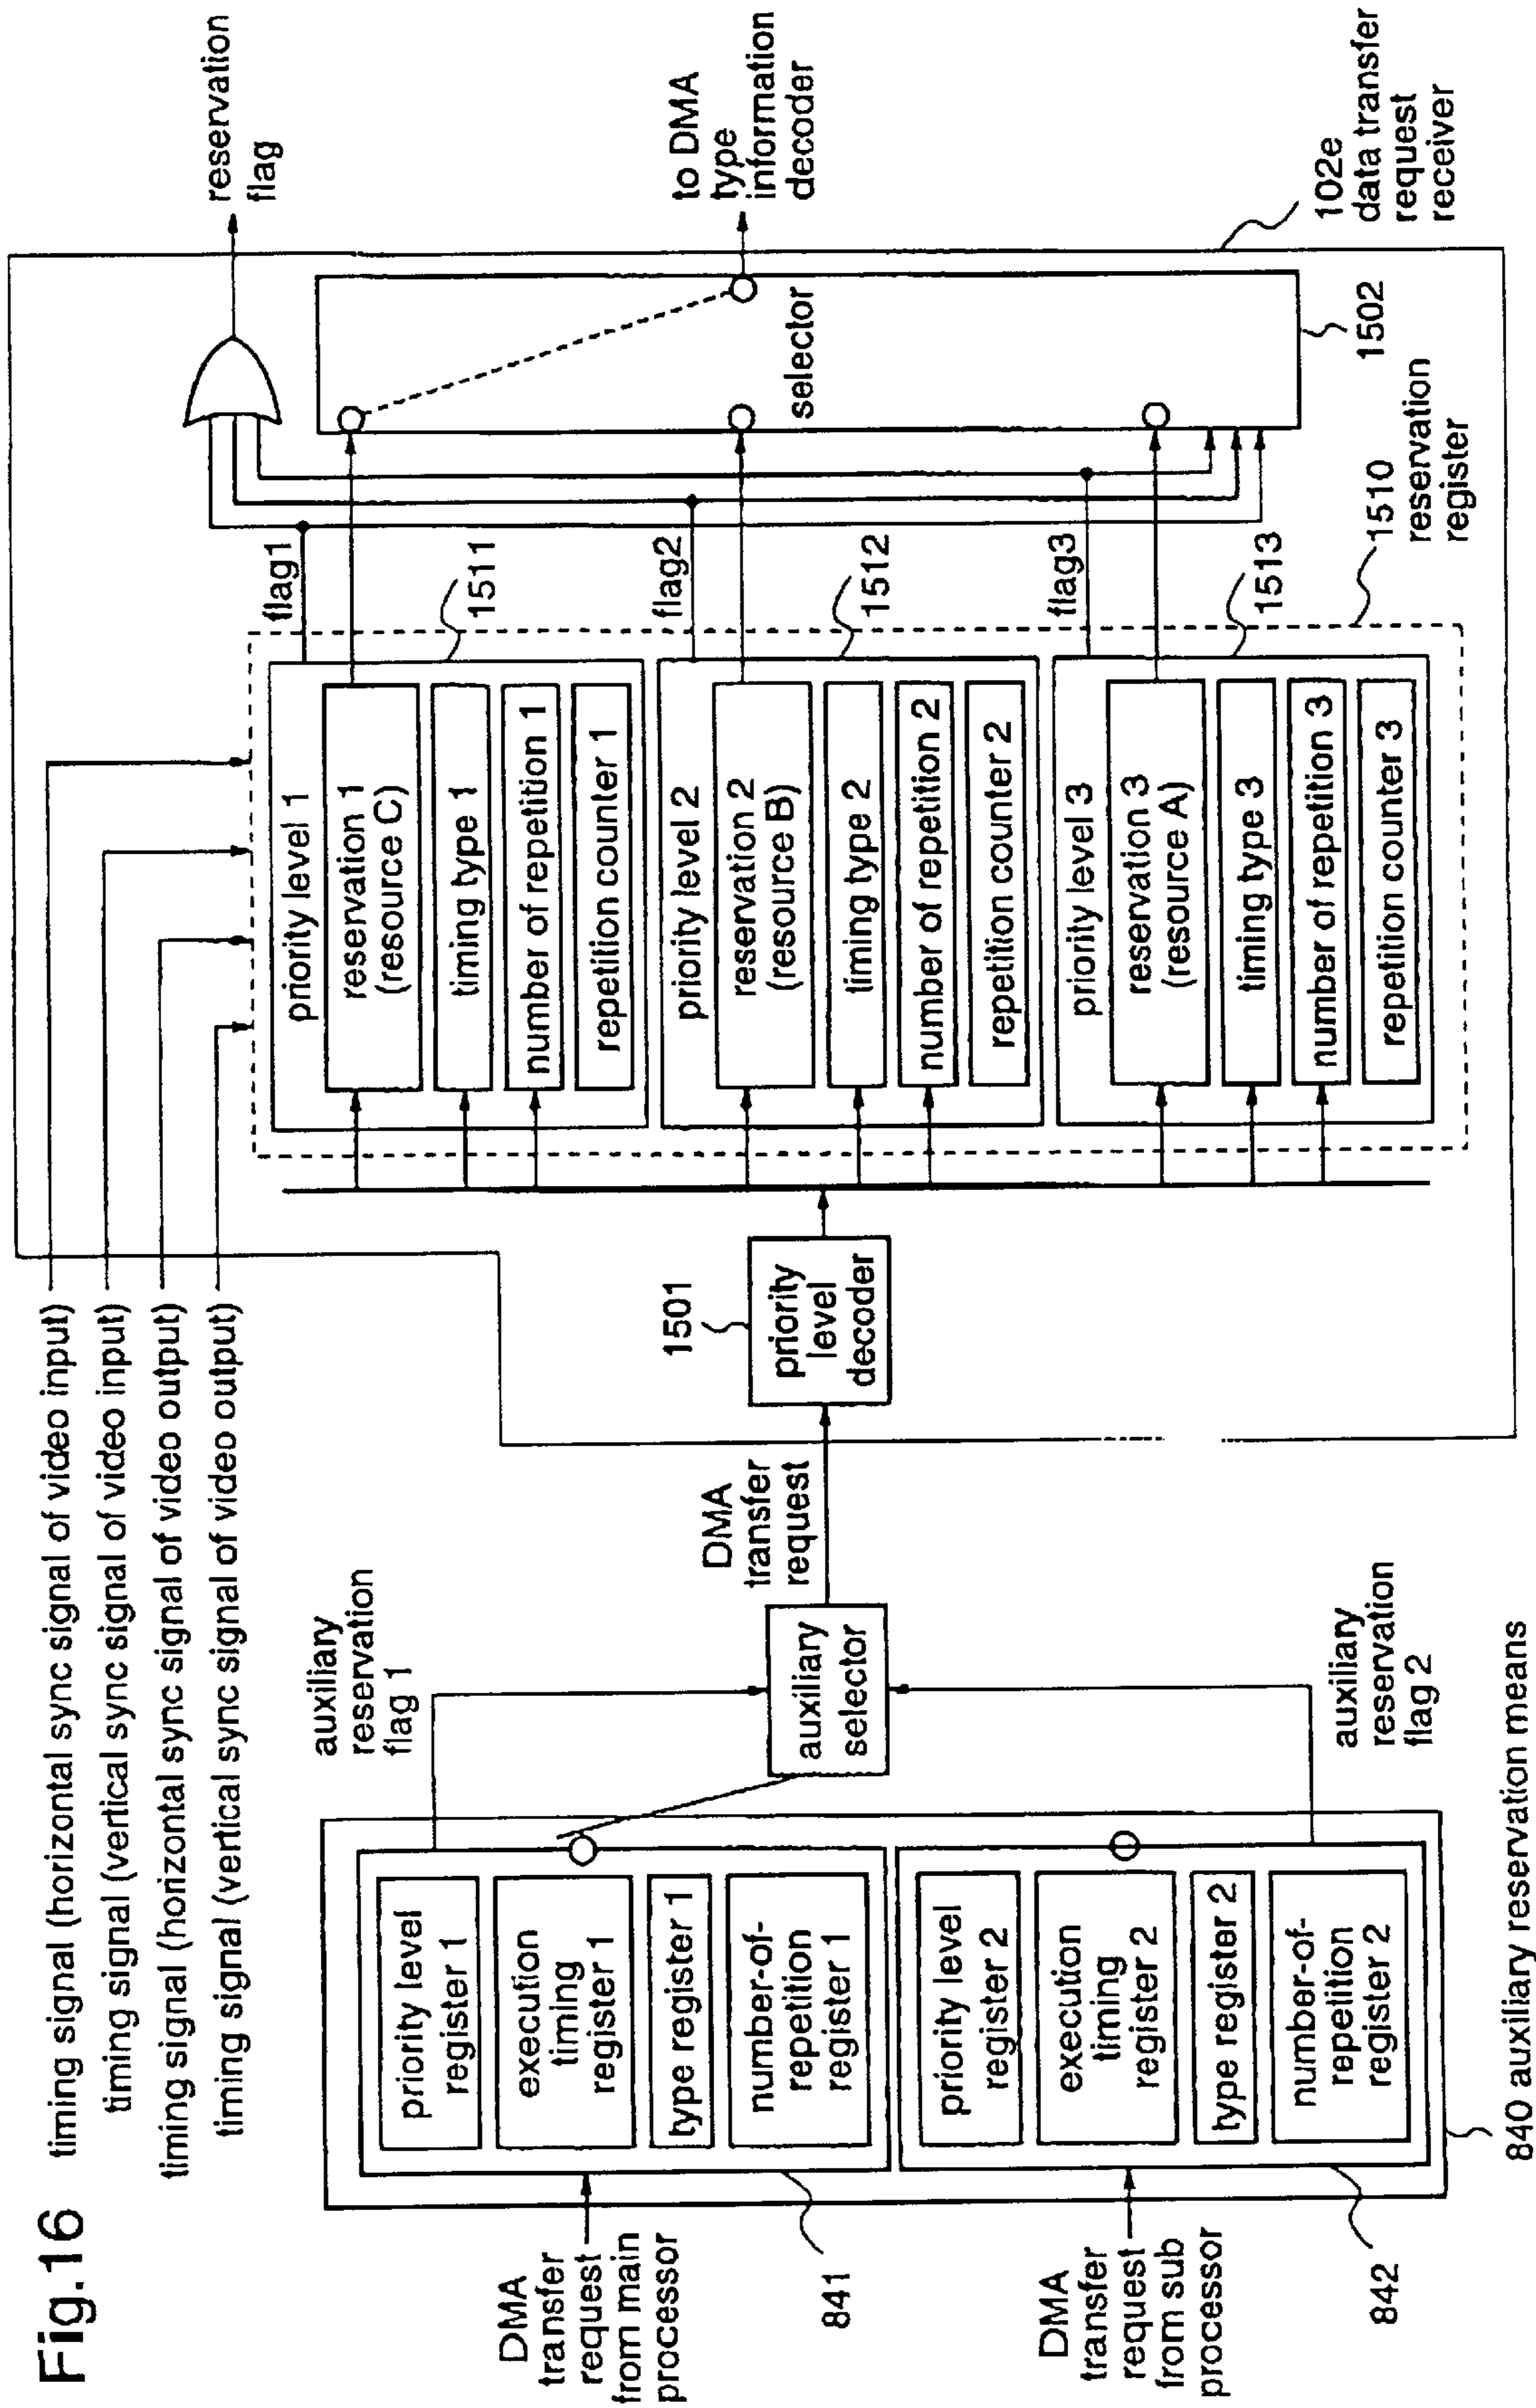 Fig.16
timing signal (horizontal sync signal of video input)
timing signal (vertical sync signal of video input)
timing signal (horizontal sync signal of video output)
timing signal (vertical sync signal of video output)
DMA
transfer
request
from main
processor
841
DMA
transfer
request
from sub
processor
842
priority level
register 1
execution
timing
register 1
type register 1
number-of-
repetition
register 1
priority level
register 2
execution
timing
register 2
type register 2
number-of-
repetition
register 2
840 auxiliary reservation means
auxiliary
reservation
flag 1
auxiliary
selector
auxiliary
reservation
flag 2
DMA
transfer
request
1501
priority
level
decoder
priority level 1
reservation 1
(resource C)
timing type 1
number of repetition 1
repetition counter 1
priority level 2
reservation 2
(resource B)
timing type 2
number of repetition 2
repetition counter 2
priority level 3
reservation 3
(resource A)
timing type 3
number of repetition 3
repetition counter 3
flag1
1511
flag2
1512
flag3
1513
1510
reservation
register
selector
1502
reservation
flag
to DMA
type
information
decoder
102e
data transfer
request
receiver